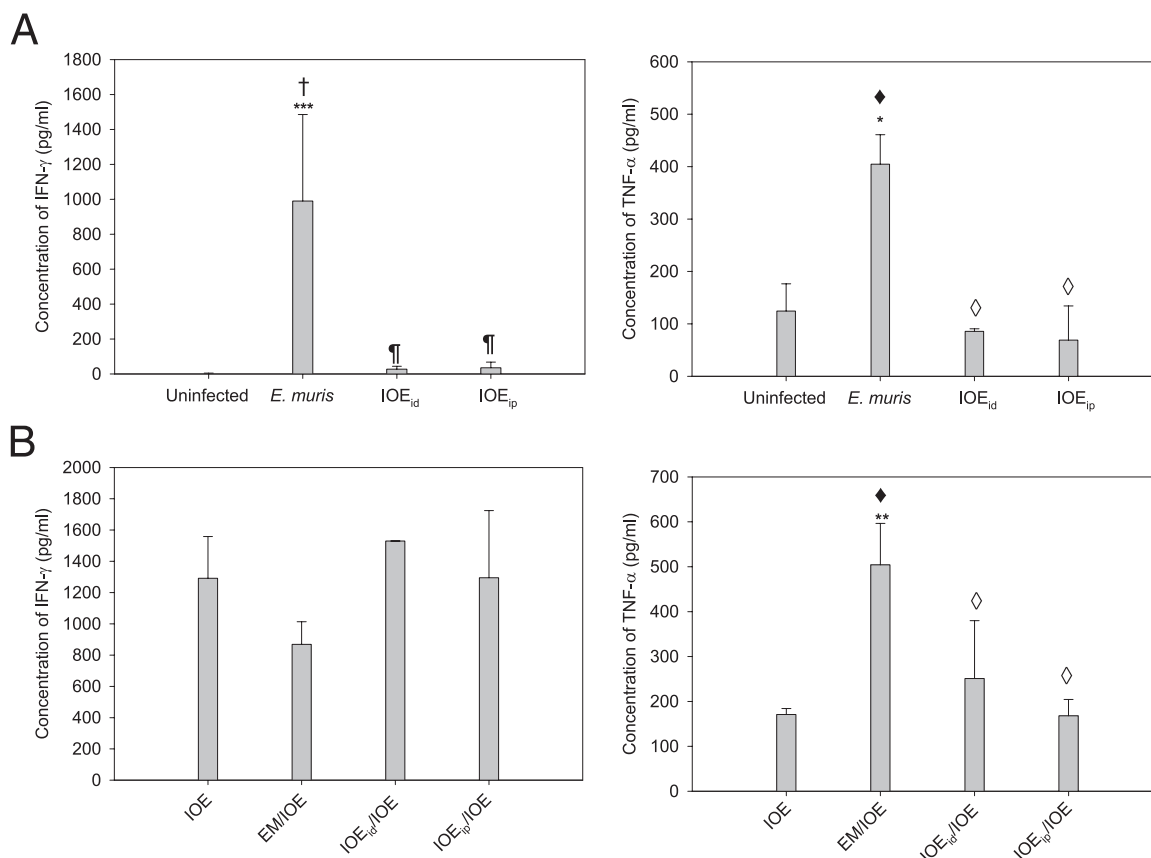 A
Concentration of IFN-γ (pg/ml)
1800
1600
1400
1200
1000
800
600
400
200
0
†
***
¶
¶
Uninfected
E. muris
IOEid
IOEip
Concentration of TNF-α (pg/ml)
600
500
400
300
200
100
0
♦
*
◊
◊
Uninfected
E. muris
IOEid
IOEip
B
Concentration of IFN-γ (pg/ml)
2000
1800
1600
1400
1200
1000
800
600
400
200
0
IOE
EM/IOE
IOEid/IOE
IOEip/IOE
Concentration of TNF-α (pg/ml)
700
600
500
400
300
200
100
0
♦
**
◊
◊
IOE
EM/IOE
IOEid/IOE
IOEip/IOE